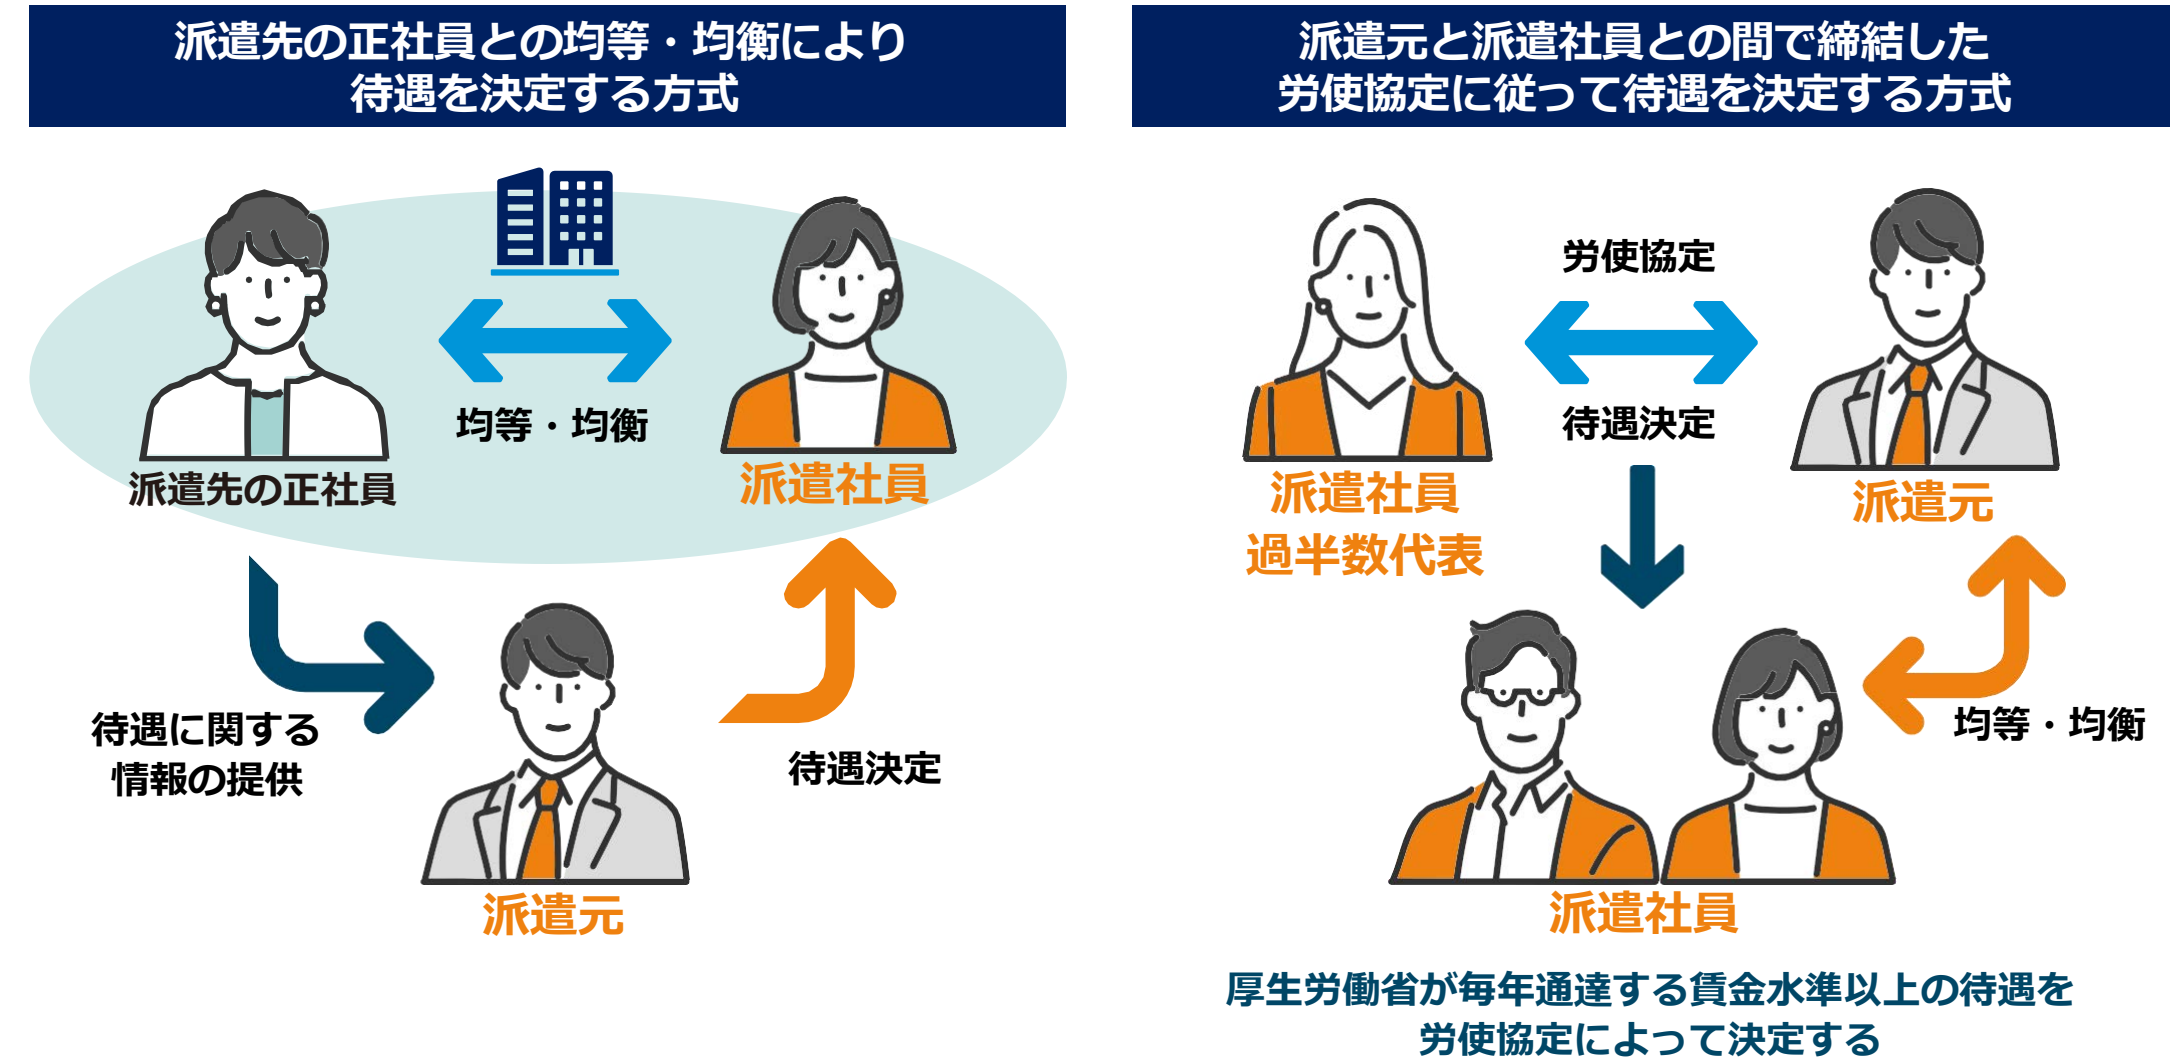 派遣先の正社員との均等・均衡により
待遇を決定する方式
均等・均衡
派遣先の正社員
派遣社員
待遇に関する
情報の提供
待遇決定
派遣元
派遣元と派遣社員との間で締結した
労使協定に従って待遇を決定する方式
労使協定
待遇決定
派遣社員
過半数代表
派遣元
均等・均衡
派遣社員
厚生労働省が毎年通達する賃金水準以上の待遇を
労使協定によって決定する